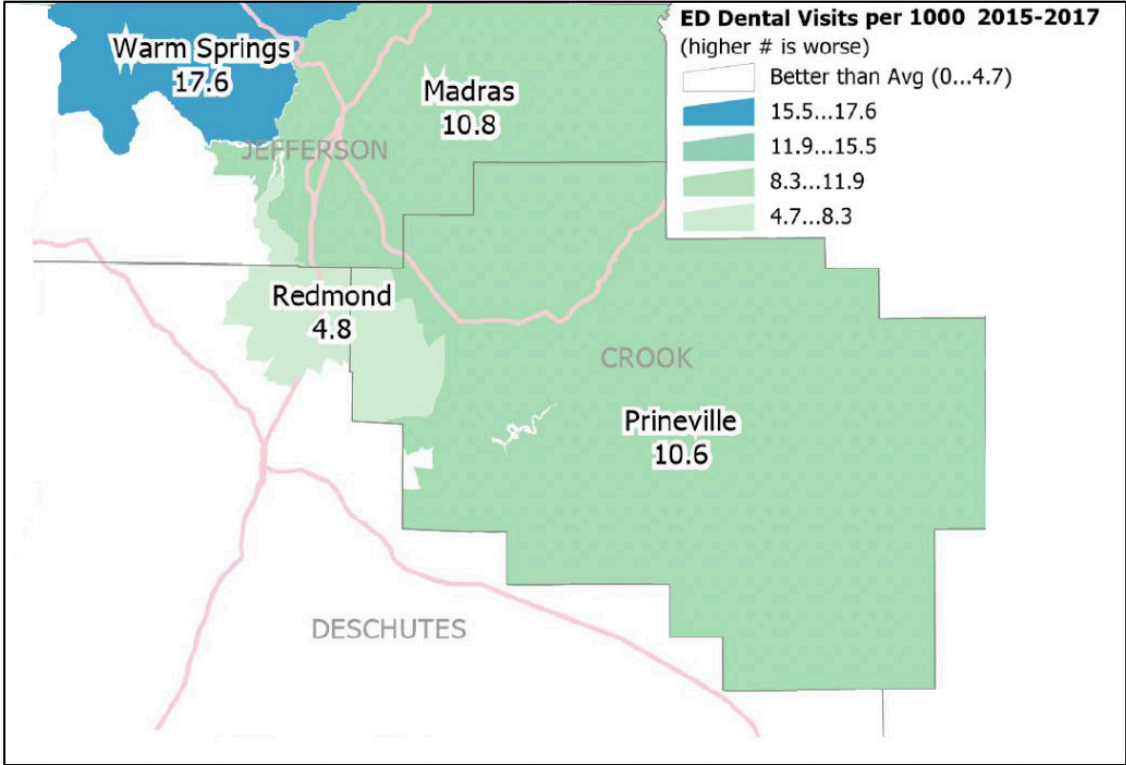 ED Dental Visits per 1000 2015-2017
(higher # is worse)
Better than Avg (0...4.7)
15.5...17.6
11.9...15.5
8.3...11.9
4.7...8.3
Warm Springs
17.6
Madras
10.8
JEFFERSON
Redmond
4.8
CROOK
Prineville
10.6
DESCHUTES